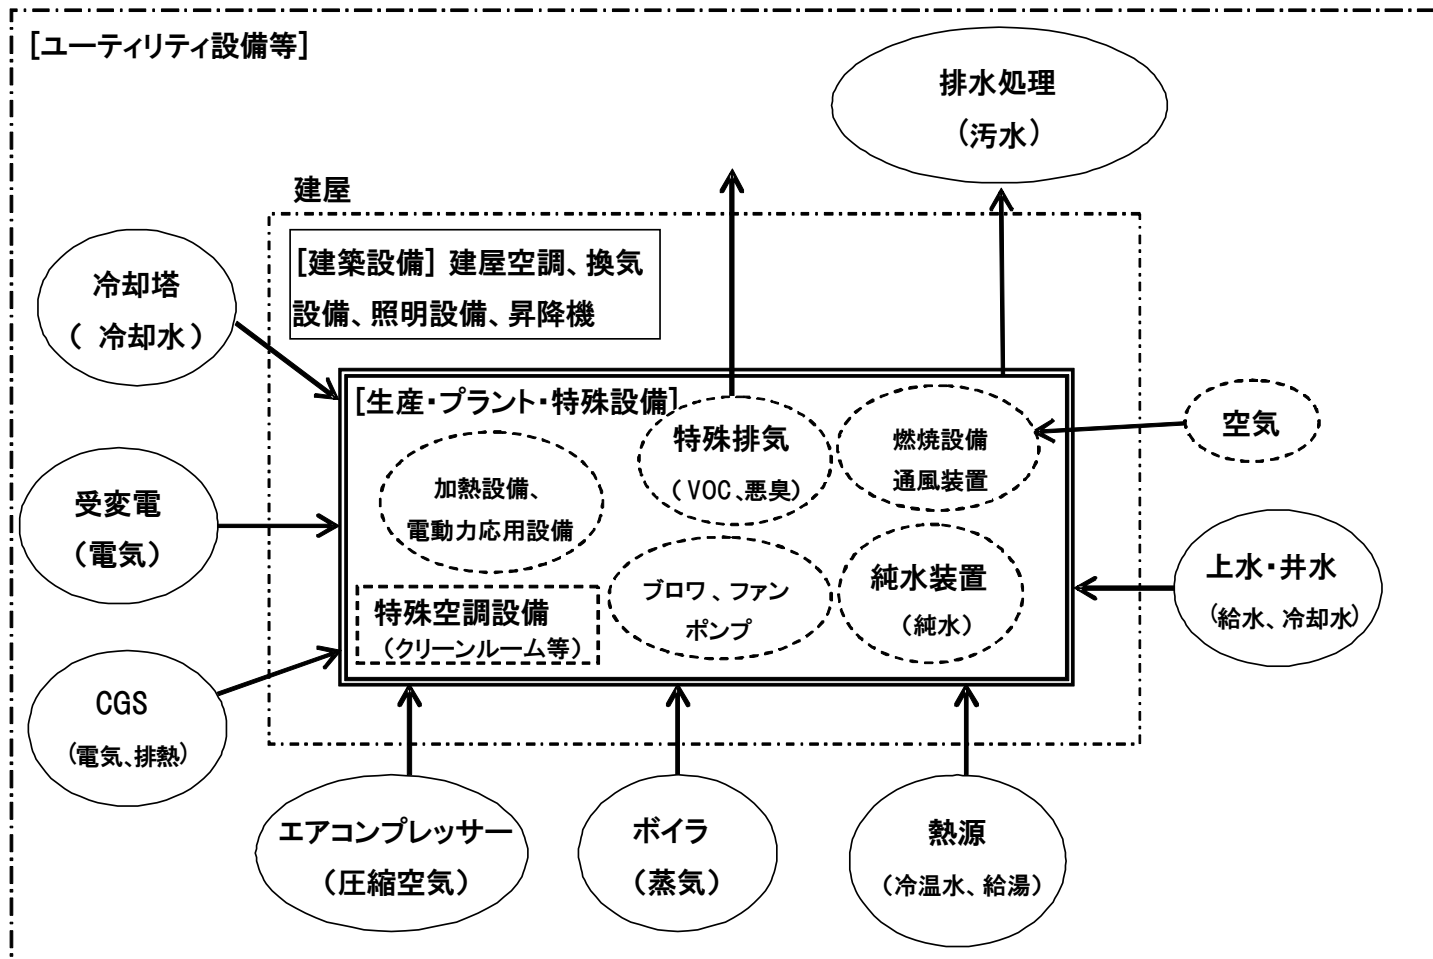 [ユーティリティ設備等]
排水処理
（汚水）
建屋
[建築設備] 建屋空調、換気
設備、照明設備、昇降機
冷却塔
（ 冷却水）
[生産・プラント・特殊設備]
特殊排気
（VOC、悪臭）
燃焼設備
通風装置
空気
加熱設備、
電動力応用設備
受変電
（電気）
ブロワ、ファン
ポンプ
純水装置
（純水）
上水・井水
（給水、冷却水）
特殊空調設備
（クリーンルーム等）
CGS
（電気、排熱）
エアコンプレッサー
（圧縮空気）
ボイラ
（蒸気）
熱源
（冷温水、給湯）